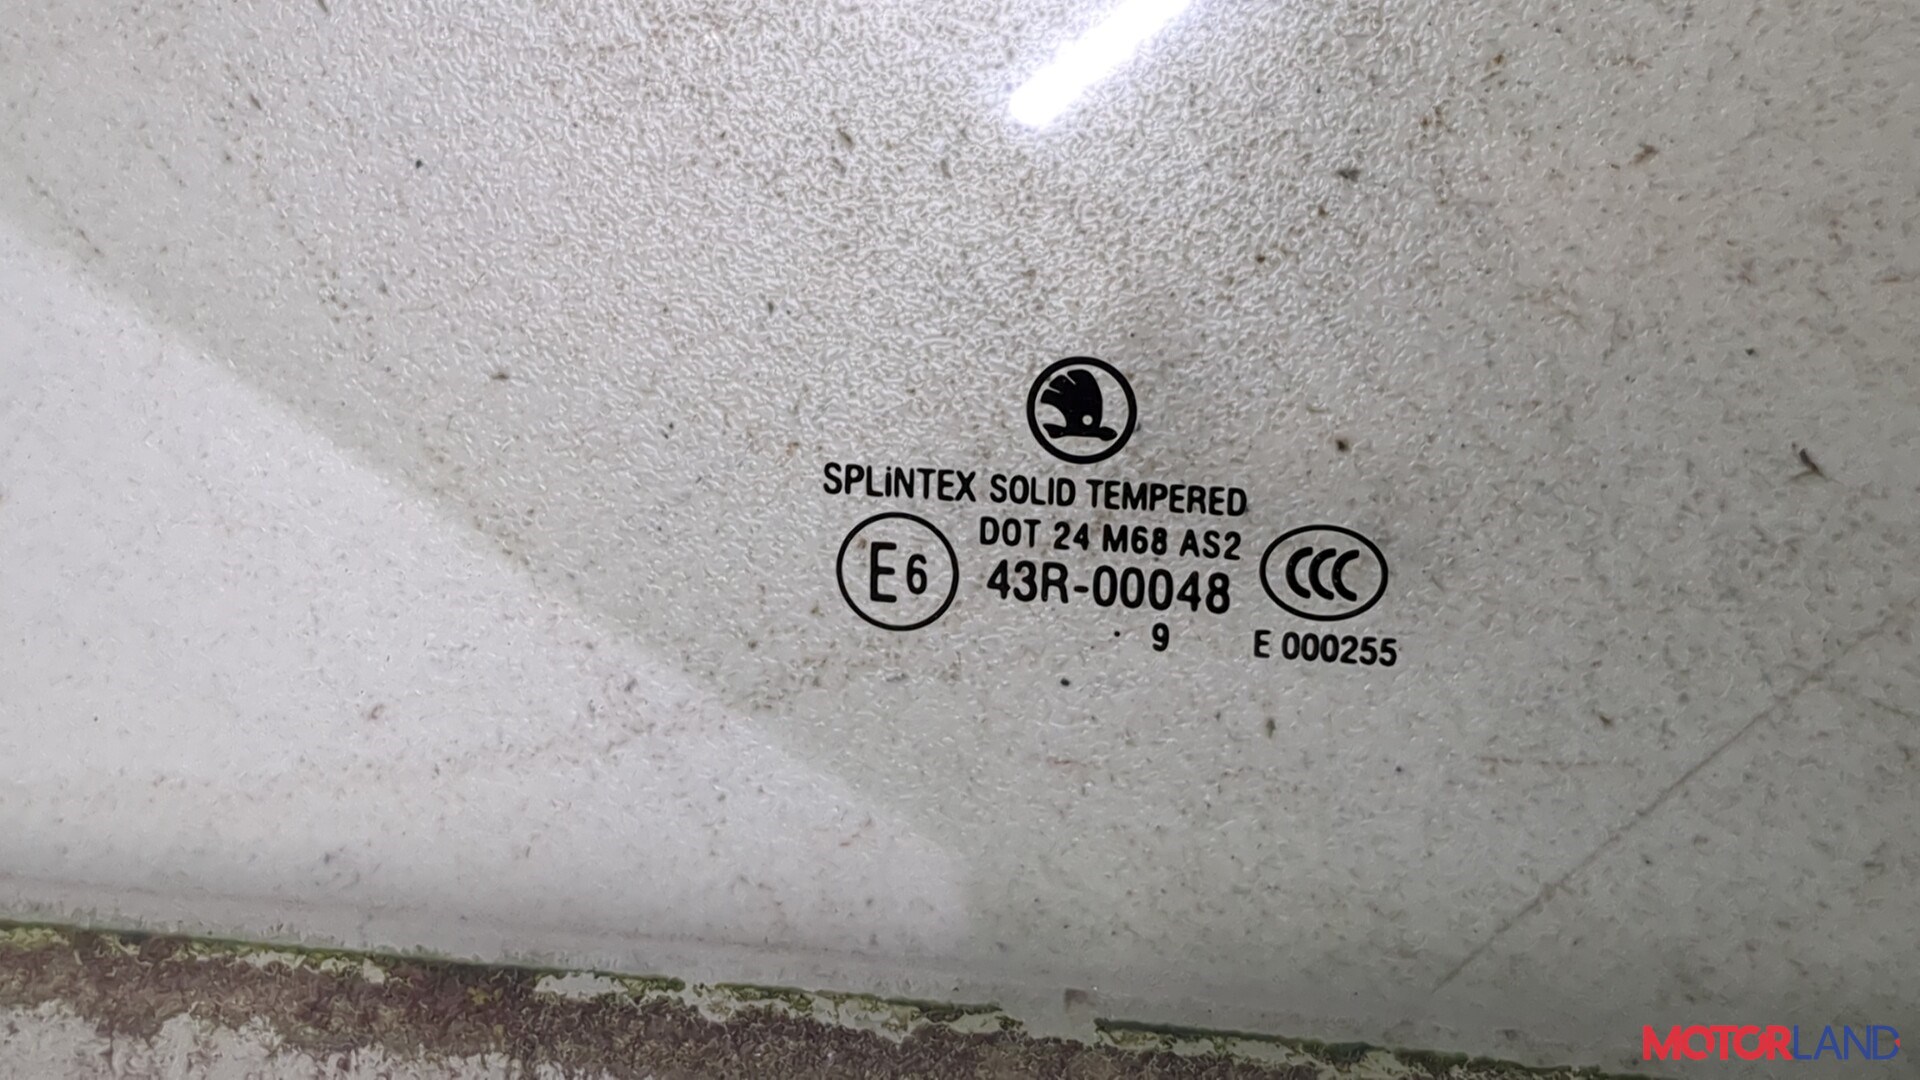 SPLiNTEX SOLID TEMPERED
DOT 24 M68 AS2
E6 43R-00048 CCC
. 9 E 000255
MOTORLAND